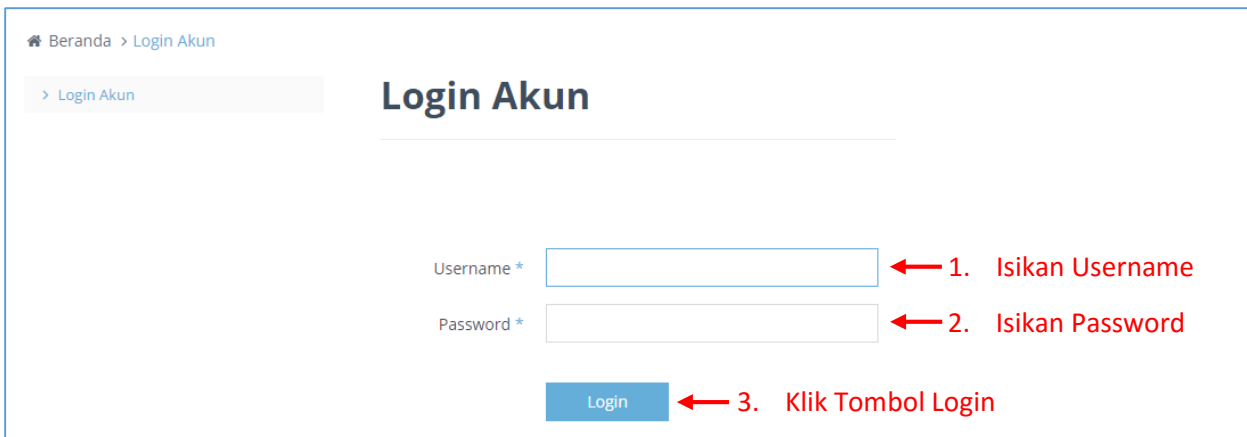 Beranda > Login Akun
> Login Akun
Login Akun
Username * 1. Isikan Username
Password * 2. Isikan Password
Login 3. Klik Tombol Login